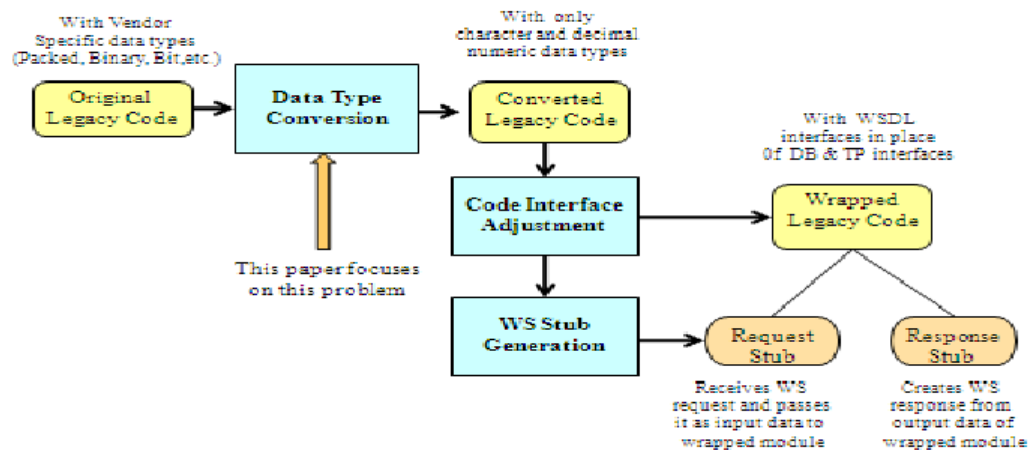 With Vendor
Specific data types
(Packed, Binary, Bit,etc.)
Original
Legacy Code
Data Type
Conversion
With only
character and decimal
numeric data types
Converted
Legacy Code
With WSDL
interfaces in place
0f DB & TP interfaces
Code Interface
Adjustment
Wrapped
Legacy Code
This paper focuses
on this problem
WS Stub
Generation
Request
Stub
Response
Stub
Receives WS
request and passes
it as input data to
wrapped module
Creates WS
response from
output data of
wrapped module